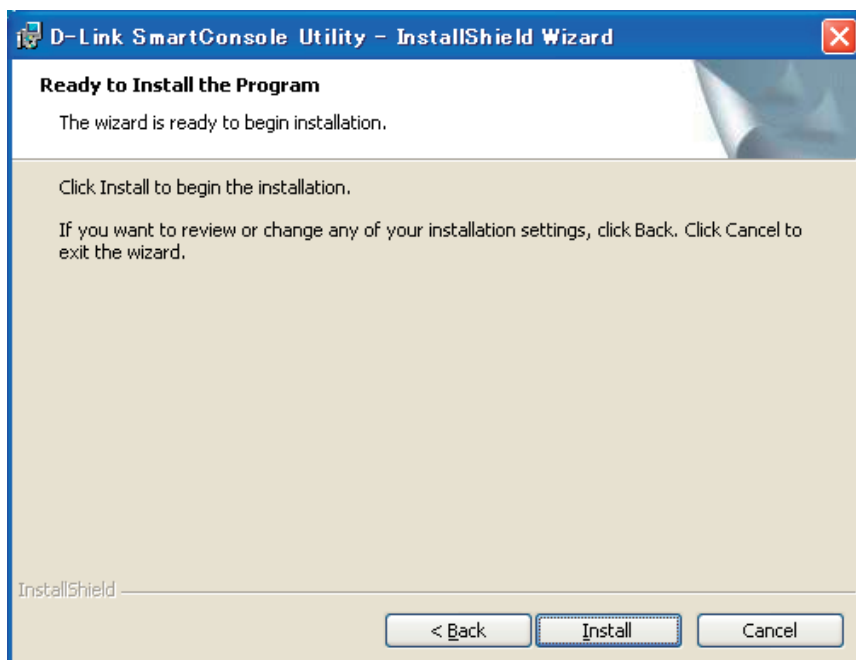 D-Link SmartConsole Utility - InstallShield Wizard
Ready to Install the Program
The wizard is ready to begin installation.
Click Install to begin the installation.
If you want to review or change any of your installation settings, click Back. Click Cancel to
exit the wizard.
InstallShield
< Back
Install
Cancel